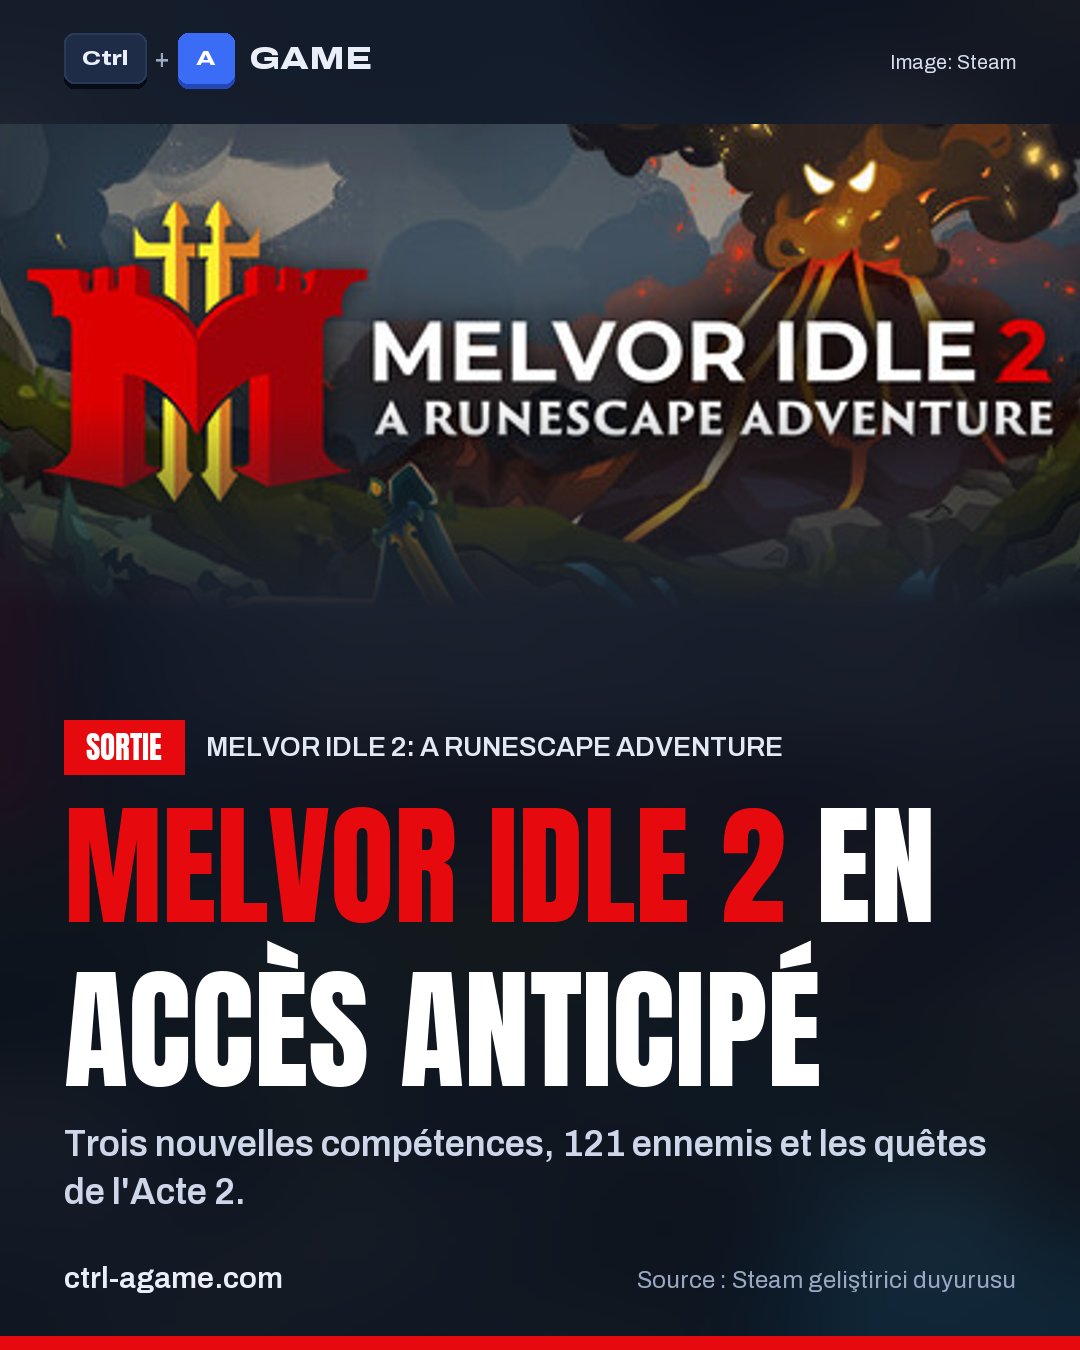 Ctrl + A GAME
Image: Steam
MELVOR IDLE 2
A RUNESCAPE ADVENTURE
SORTIE MELVOR IDLE 2: A RUNESCAPE ADVENTURE
MELVOR IDLE 2 EN
ACCÈS ANTICIPÉ
Trois nouvelles compétences, 121 ennemis et les quêtes
de l'Acte 2.
ctrl-agame.com
Source : Steam geliştirici duyurusu